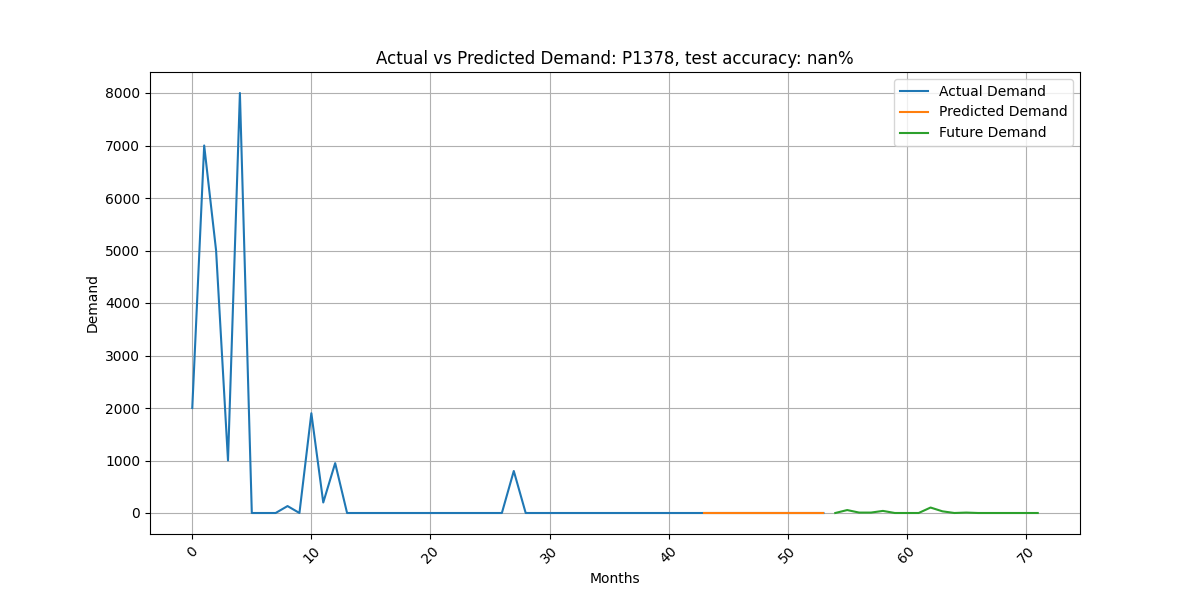 Actual vs Predicted Demand: P1378, test accuracy: nan%
Actual Demand
Predicted Demand
Future Demand
8000
7000
6000
5000
4000
3000
2000
1000
0
Demand
0 10 20 30 40 50 60 70
Months